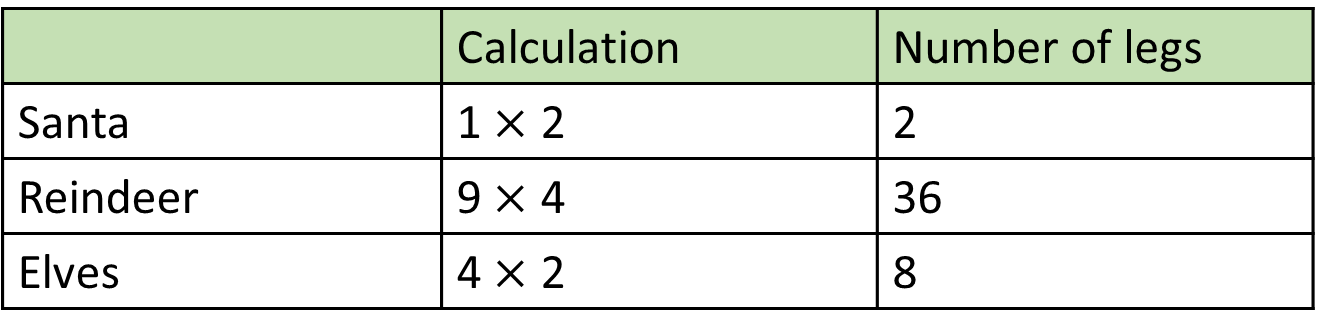 Calculation Number of legs
Santa 1 × 2 2
Reindeer 9 × 4 36
Elves 4 × 2 8